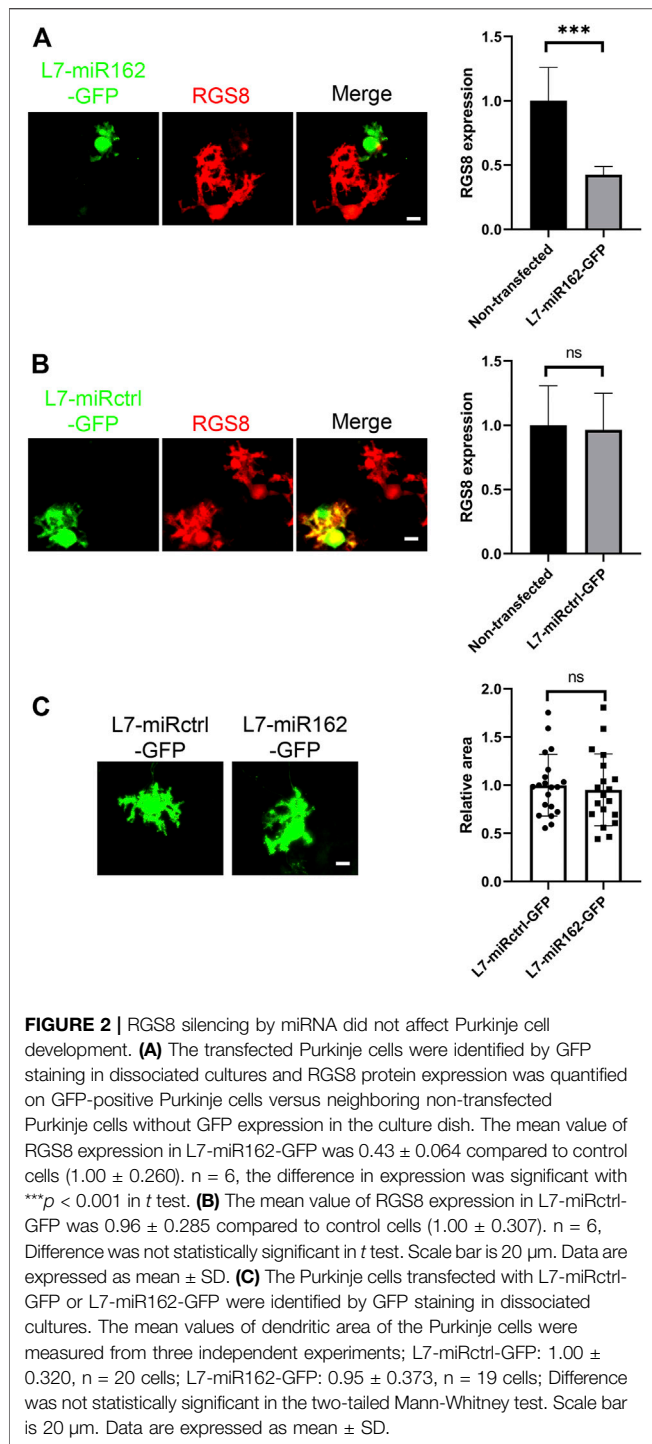 A
L7-miR162
-GFP
RGS8
Merge
***
RGS8 expression
1.5
1.0
0.5
0.0
Non-transfected
L7-miR162-GFP
B
L7-miRctrl
-GFP
RGS8
Merge
ns
RGS8 expression
1.5
1.0
0.5
0.0
Non-transfected
L7-miRctrl-GFP
C
L7-miRctrl
-GFP
L7-miR162
-GFP
ns
Relative area
2.0
1.5
1.0
0.5
0.0
L7-miRctrl-GFP
L7-miR162-GFP
FIGURE 2 | RGS8 silencing by miRNA did not affect Purkinje cell
development. (A) The transfected Purkinje cells were identified by GFP
staining in dissociated cultures and RGS8 protein expression was quantified
on GFP-positive Purkinje cells versus neighboring non-transfected
Purkinje cells without GFP expression in the culture dish. The mean value of
RGS8 expression in L7-miR162-GFP was 0.43 ± 0.064 compared to control
cells (1.00 ± 0.260). n = 6, the difference in expression was significant with
***p < 0.001 in t test. (B) The mean value of RGS8 expression in L7-miRctrl-
GFP was 0.96 ± 0.285 compared to control cells (1.00 ± 0.307). n = 6,
Difference was not statistically significant in t test. Scale bar is 20 μm. Data are
expressed as mean ± SD. (C) The Purkinje cells transfected with L7-miRctrl-
GFP or L7-miR162-GFP were identified by GFP staining in dissociated
cultures. The mean values of dendritic area of the Purkinje cells were
measured from three independent experiments; L7-miRctrl-GFP: 1.00 ±
0.320, n = 20 cells; L7-miR162-GFP: 0.95 ± 0.373, n = 19 cells; Difference
was not statistically significant in the two-tailed Mann-Whitney test. Scale bar
is 20 μm. Data are expressed as mean ± SD.